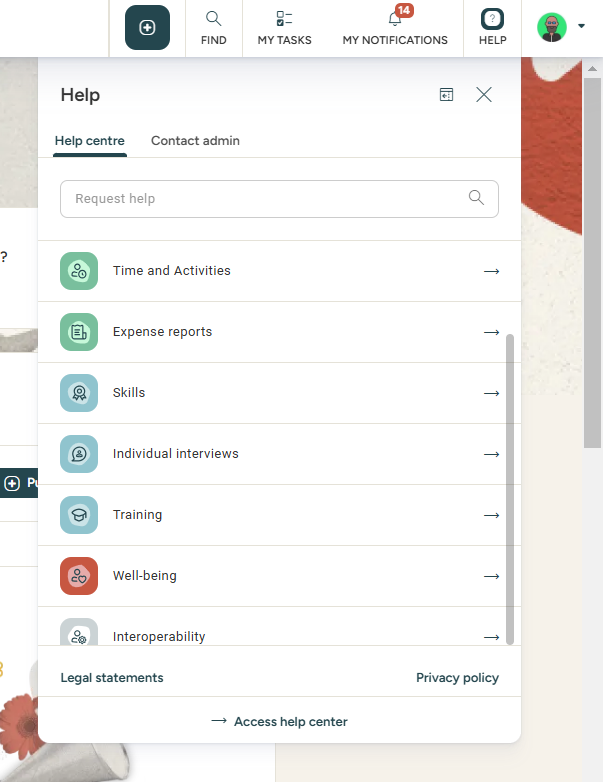 14
FIND
MY TASKS
MY NOTIFICATIONS
HELP
Help
Help centre
Contact admin
Request help
?
Time and Activities
Expense reports
Skills
Individual interviews
Training
Well-being
Interoperability
Legal statements
Privacy policy
Access help center